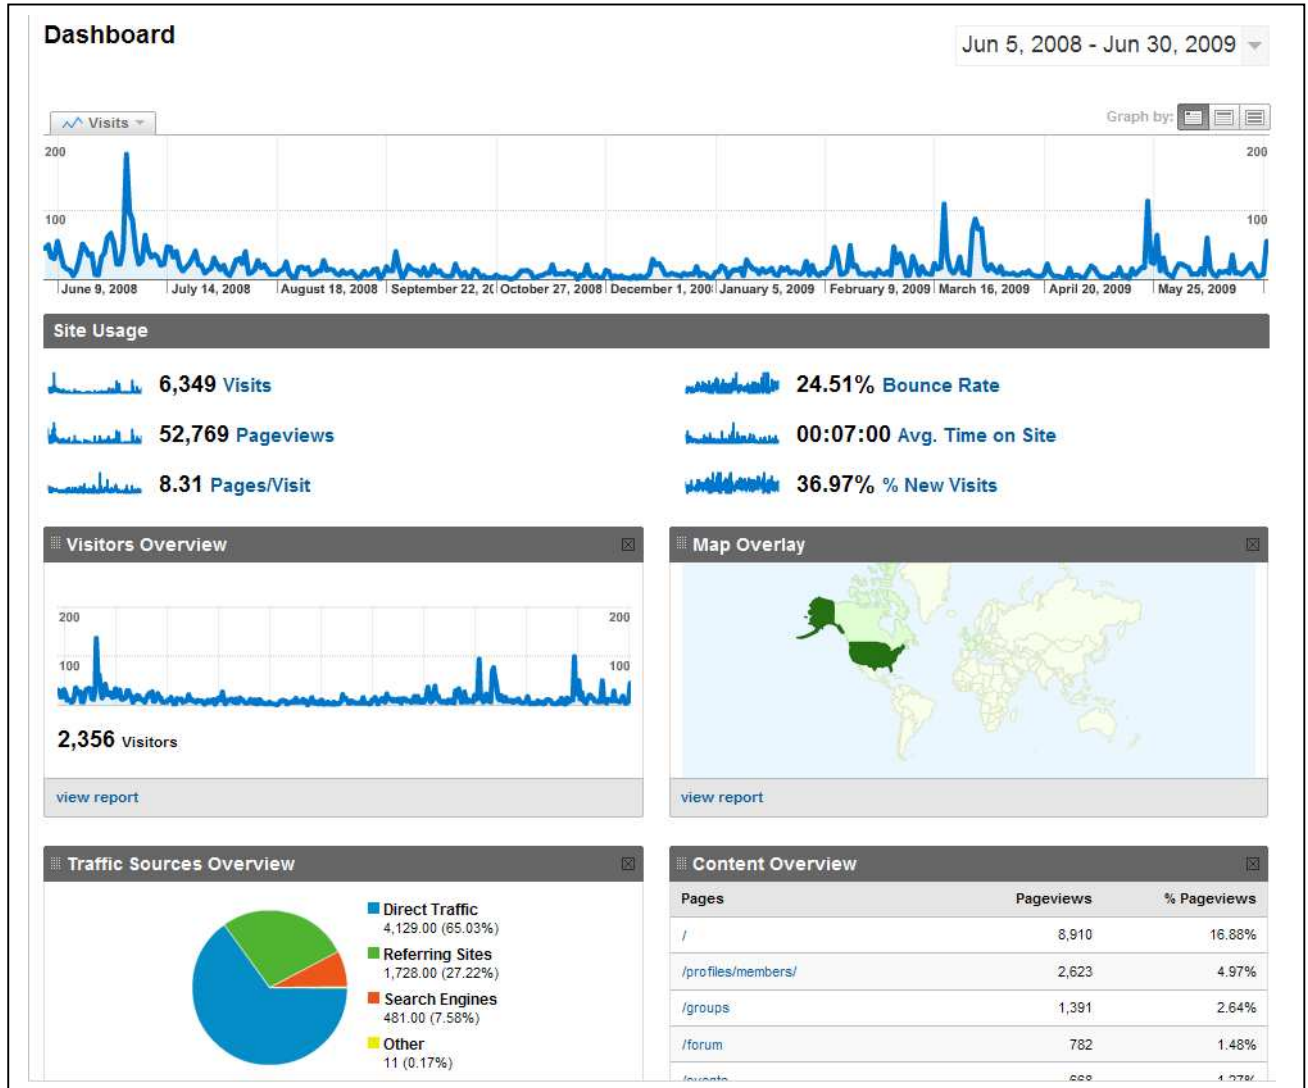 Dashboard
Jun 5, 2008 - Jun 30, 2009
Visits
Graph by:
200
200
100
100
June 9, 2008
July 14, 2008
August 18, 2008
September 22, 20
October 27, 2008
December 1, 200
January 5, 2009
February 9, 2009
March 16, 2009
April 20, 2009
May 25, 2009
Site Usage
6,349 Visits
24.51% Bounce Rate
52,769 Pageviews
00:07:00 Avg. Time on Site
8.31 Pages/Visit
36.97% % New Visits
Visitors Overview
200
200
100
100
2,356 Visitors
view report
Map Overlay
view report
Traffic Sources Overview
Direct Traffic
4,129.00 (65.03%)
Referring Sites
1,728.00 (27.22%)
Search Engines
481.00 (7.58%)
Other
11 (0.17%)
Content Overview
Pages Pageviews % Pageviews
/ 8,910 16.88%
/profiles/members/ 2,623 4.97%
/groups 1,391 2.64%
/forum 782 1.48%